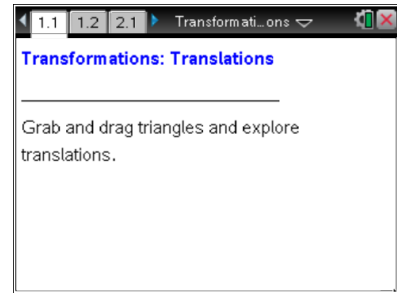 1.1 1.2 2.1 Transformati...ons
Transformations: Translations
Grab and drag triangles and explore
translations.